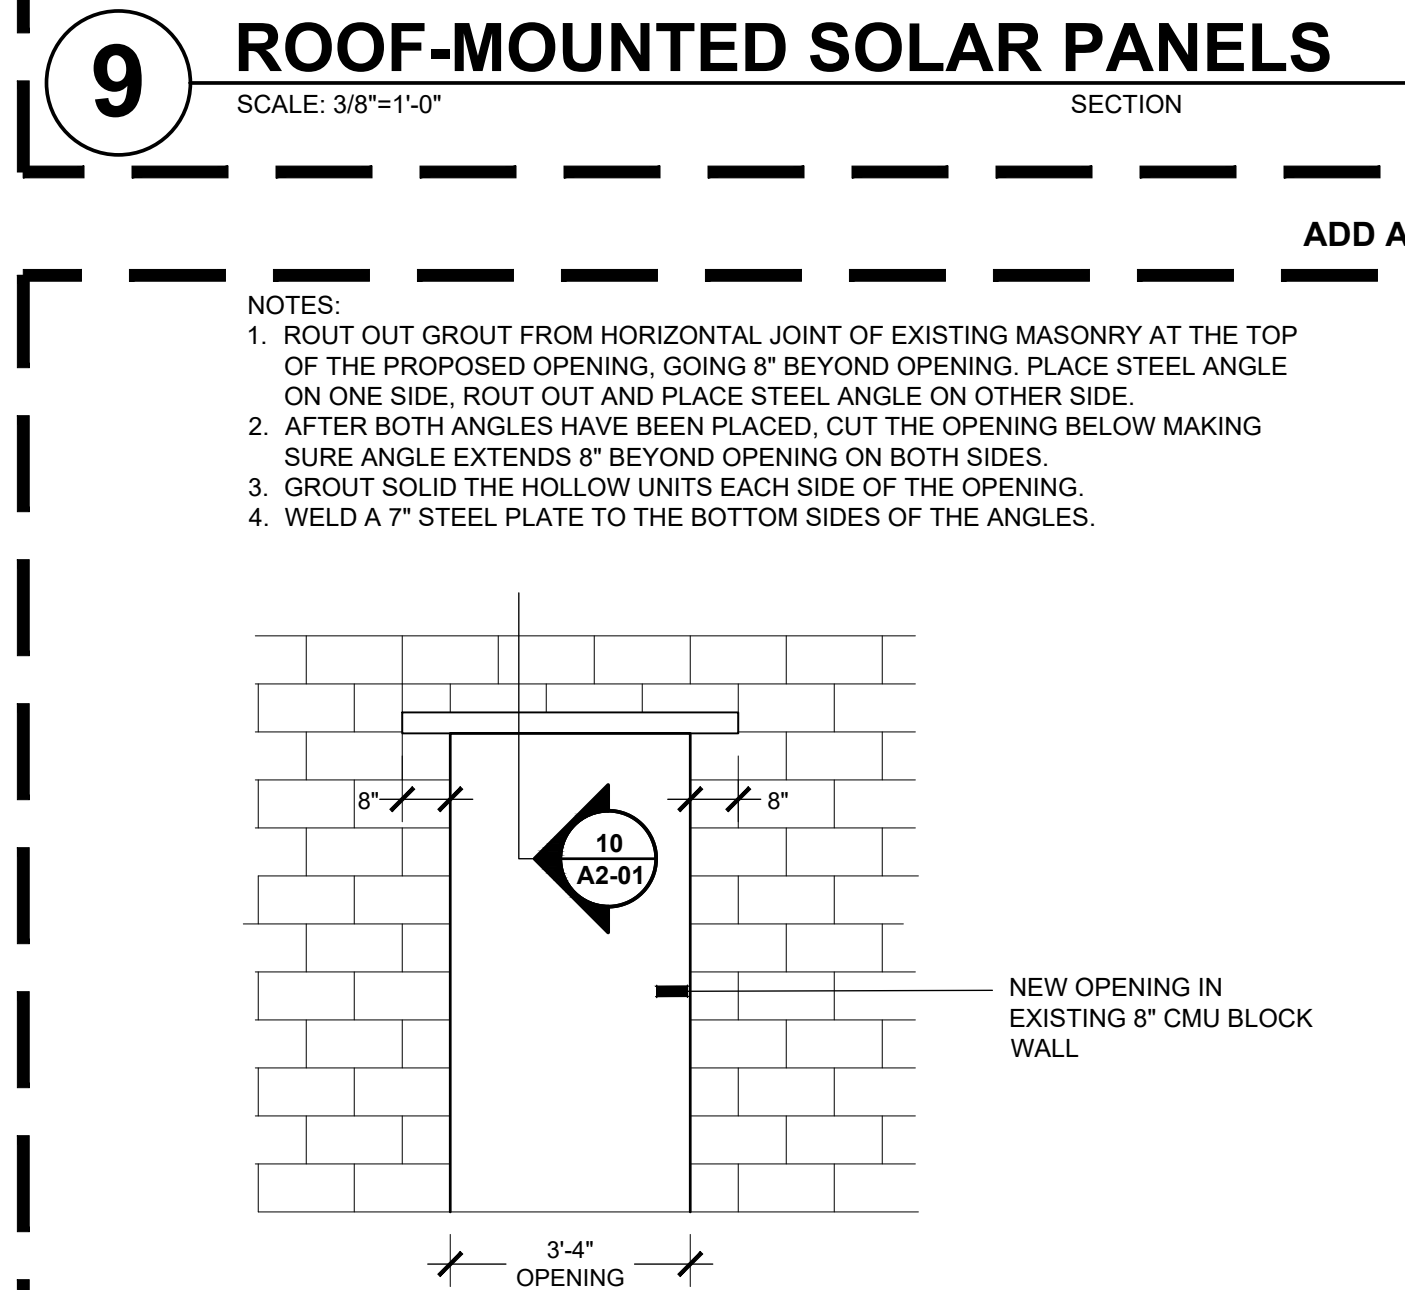 9
ROOF-MOUNTED SOLAR PANELS
SCALE: 3/8"=1'-0"
SECTION
ADD A
NOTES:
1. ROUT OUT GROUT FROM HORIZONTAL JOINT OF EXISTING MASONRY AT THE TOP
OF THE PROPOSED OPENING, GOING 8" BEYOND OPENING. PLACE STEEL ANGLE
ON ONE SIDE, ROUT OUT AND PLACE STEEL ANGLE ON OTHER SIDE.
2. AFTER BOTH ANGLES HAVE BEEN PLACED, CUT THE OPENING BELOW MAKING
SURE ANGLE EXTENDS 8" BEYOND OPENING ON BOTH SIDES.
3. GROUT SOLID THE HOLLOW UNITS EACH SIDE OF THE OPENING.
4. WELD A 7" STEEL PLATE TO THE BOTTOM SIDES OF THE ANGLES.
8"
8"
10
A2-01
NEW OPENING IN
EXISTING 8" CMU BLOCK
WALL
3'-4"
OPENING